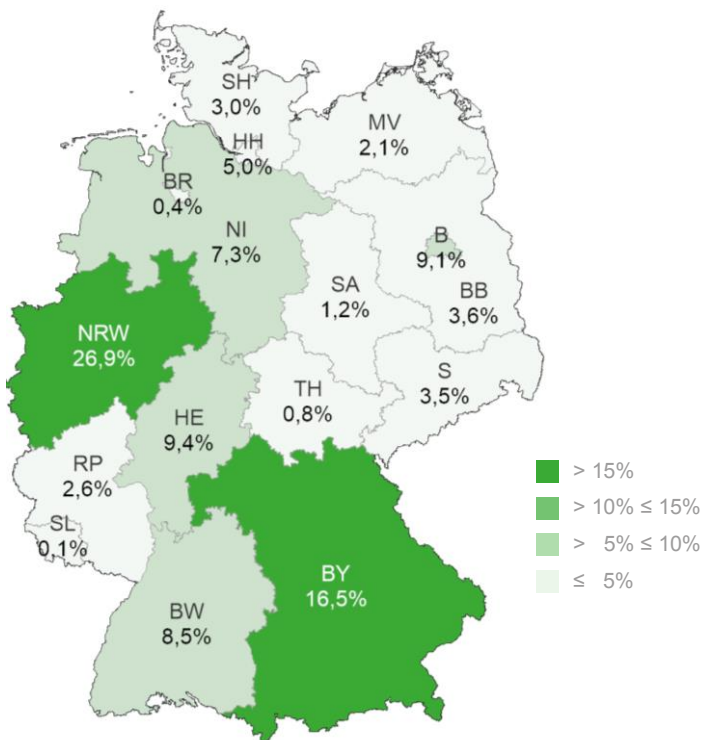 SH
3,0%
MV
2,1%
HH
5,0%
BR
0,4%
NI
7,3%
B
9,1%
SA
1,2%
BB
3,6%
NRW
26,9%
S
3,5%
TH
0,8%
HE
9,4%
RP
2,6%
SL
0,1%
BY
16,5%
BW
8,5%
> 15%
> 10% ≤ 15%
> 5% ≤ 10%
≤ 5%